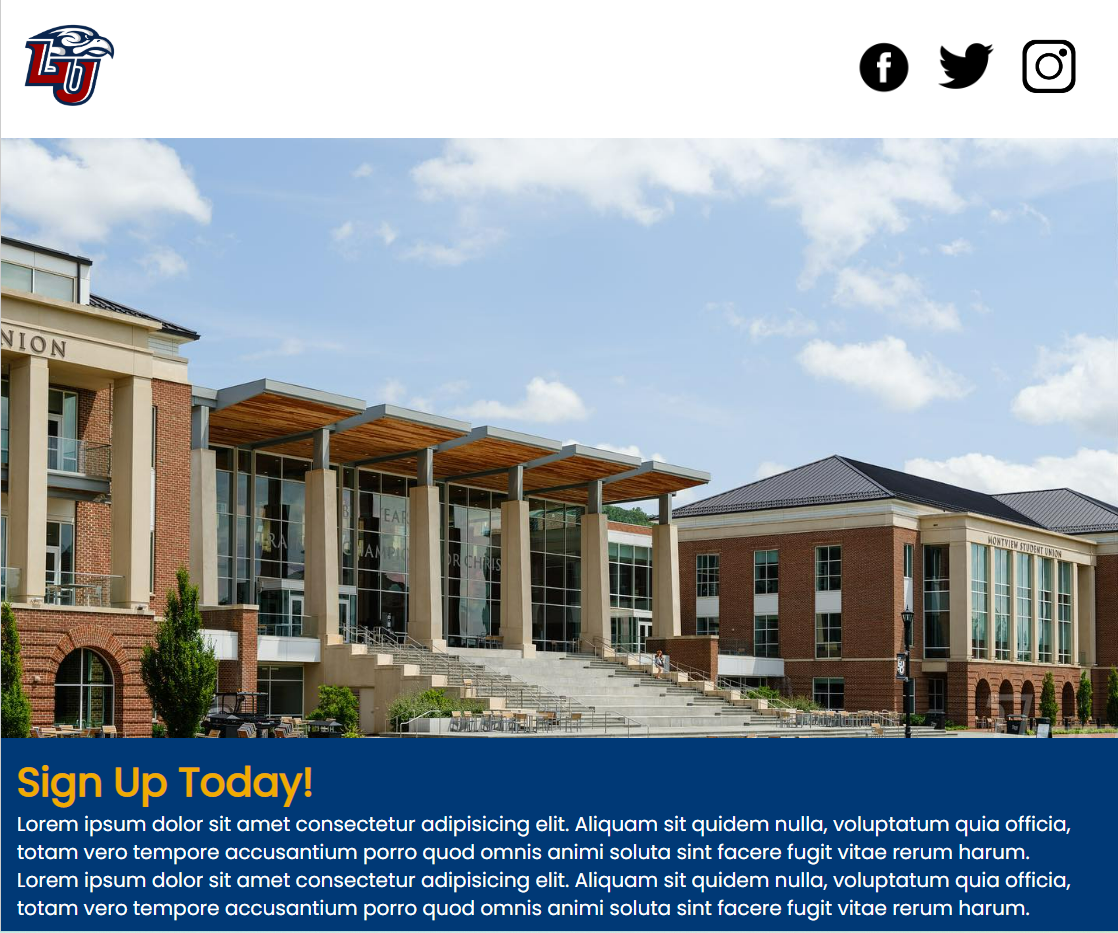 LU
NION
MONTVIEW STUDENT UNION
OR CHRIS
Sign Up Today!
Lorem ipsum dolor sit amet consectetur adipisicing elit. Aliquam sit quidem nulla, voluptatum quia officia,
totam vero tempore accusantium porro quod omnis animi soluta sint facere fugit vitae rerum harum.
Lorem ipsum dolor sit amet consectetur adipisicing elit. Aliquam sit quidem nulla, voluptatum quia officia,
totam vero tempore accusantium porro quod omnis animi soluta sint facere fugit vitae rerum harum.